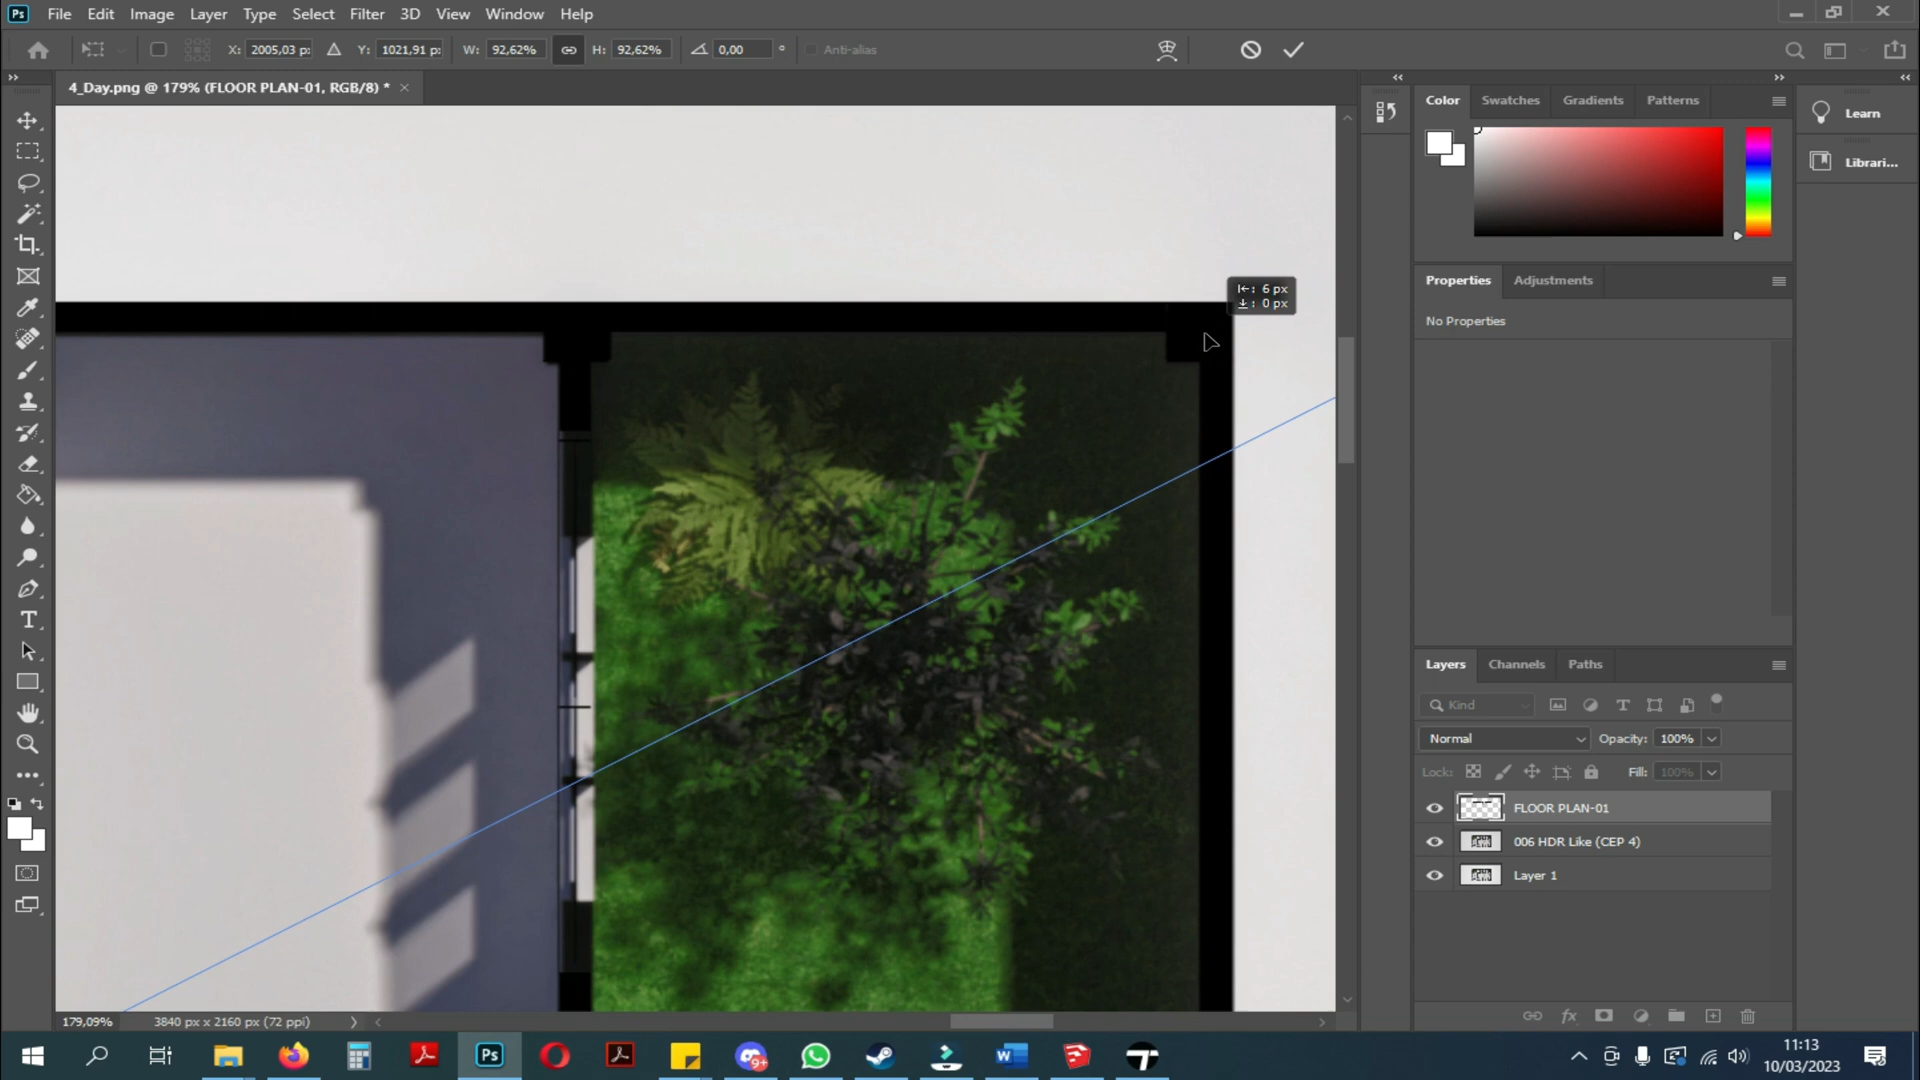 Ps File Edit Image Layer Type Select Filter 3D View Window Help
X: 2005,03 p: Y: 1021,91 p: W: 92,62% H: 92,62% 0,00 ° Anti-alias
4_Day.png @ 179% (FLOOR PLAN-01, RGB/8) *
Color Swatches Gradients Patterns
Learn
Librari...
Properties Adjustments
No Properties
6 px
0 px
Layers Channels Paths
Kind
Normal Opacity: 100%
Lock: Fill: 100%
FLOOR PLAN-01
006 HDR Like (CEP 4)
Layer 1
179,09% 3840 px x 2160 px (72 ppi)
Ps
9+
11:13
10/03/2023